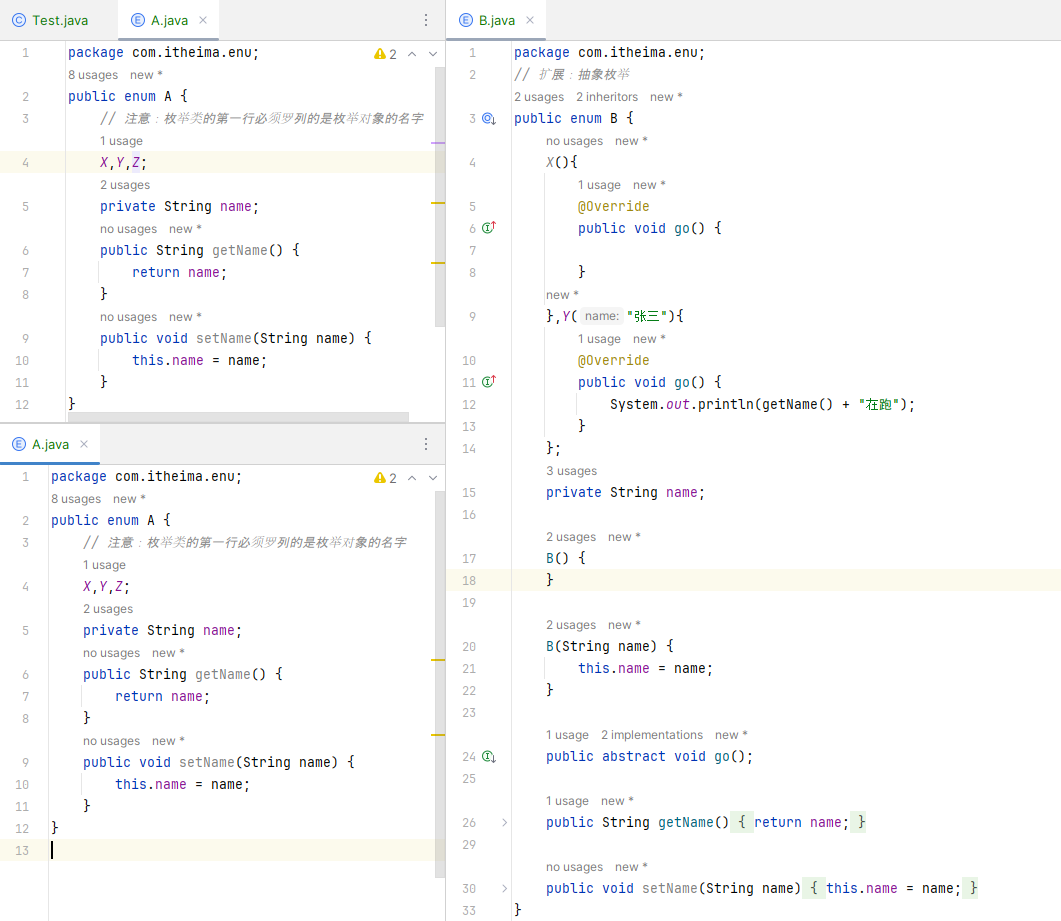 Test.java
A.java
1 package com.itheima.enu;
2
8 usages new *
2 public enum A {
3 // 注意：枚举类的第一行必须罗列的是枚举对象的名字
1 usage
4 X,Y,Z;
2 usages
5 private String name;
no usages new *
6 public String getName() {
7 return name;
8 }
no usages new *
9 public void setName(String name) {
10 this.name = name;
11 }
12 }
A.java
1 package com.itheima.enu;
2
8 usages new *
2 public enum A {
3 // 注意：枚举类的第一行必须罗列的是枚举对象的名字
1 usage
4 X,Y,Z;
2 usages
5 private String name;
no usages new *
6 public String getName() {
7 return name;
8 }
no usages new *
9 public void setName(String name) {
10 this.name = name;
11 }
12 }
13
B.java
1 package com.itheima.enu;
2 // 扩展：抽象枚举
2 usages 2 inheritors new *
3 public enum B {
no usages new *
4 X(){
1 usage new *
5 @Override
6 public void go() {
7
8 }
new *
9 },Y( name: "张三"){
1 usage new *
10 @Override
11 public void go() {
12 System.out.println(getName() + "在跑");
13 }
14 };
3 usages
15 private String name;
16
2 usages new *
17 B() {
18 }
19
2 usages new *
20 B(String name) {
21 this.name = name;
22 }
23
1 usage 2 implementations new *
24 public abstract void go();
25
1 usage new *
26 public String getName() { return name; }
29
no usages new *
30 public void setName(String name) { this.name = name; }
33 }